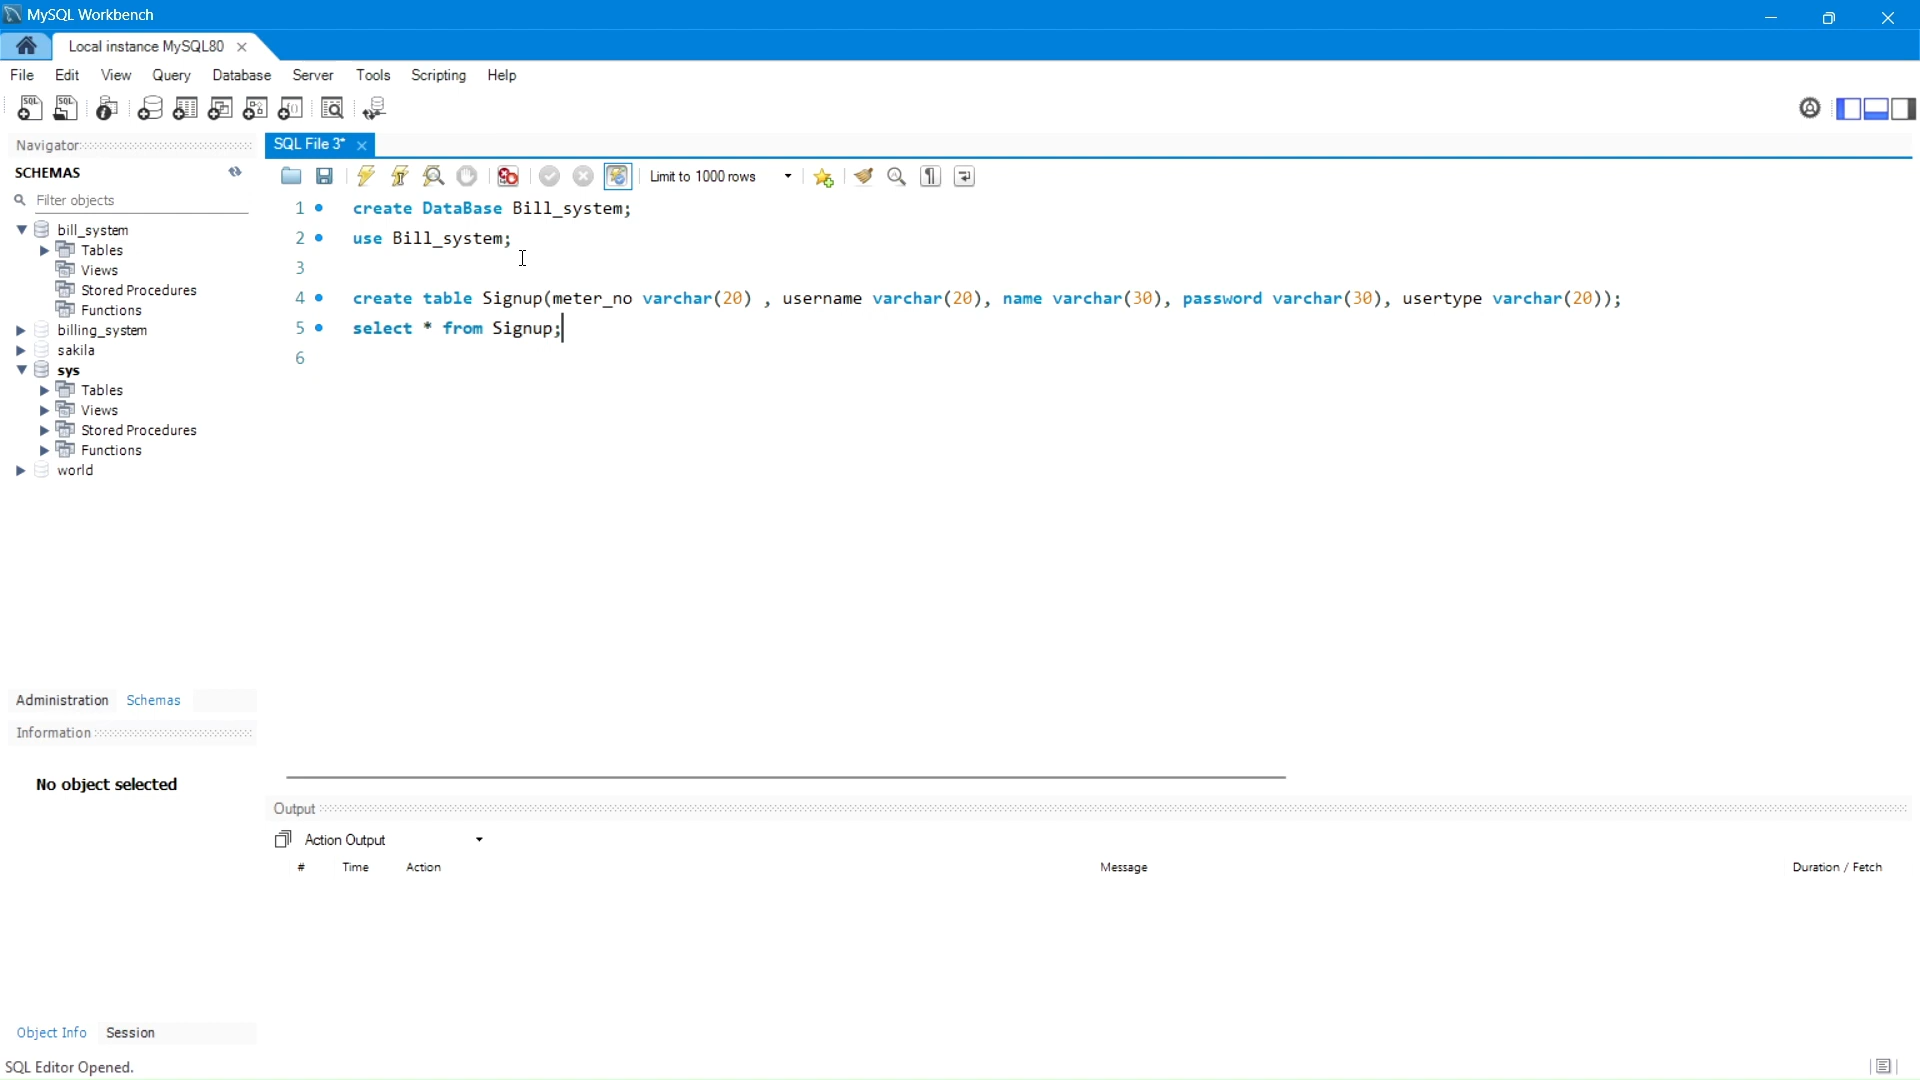 MySQL Workbench
Local instance MySQL80
File Edit View Query Database Server Tools Scripting Help
Navigator
SQL File 3*
SCHEMAS
Limit to 1000 rows
Filter objects
bill_system
Tables
Views
Stored Procedures
Functions
billing_system
sakila
sys
Tables
Views
Stored Procedures
Functions
world
1 create DataBase Bill_system;
2 use Bill_system;
3
4 create table Signup(meter_no varchar(20) , username varchar(20), name varchar(30), password varchar(30), usertype varchar(20));
5 select * from Signup;
6
Administration Schemas
Information
No object selected
Output
Action Output
# Time Action Message Duration / Fetch
Object Info Session
SQL Editor Opened.